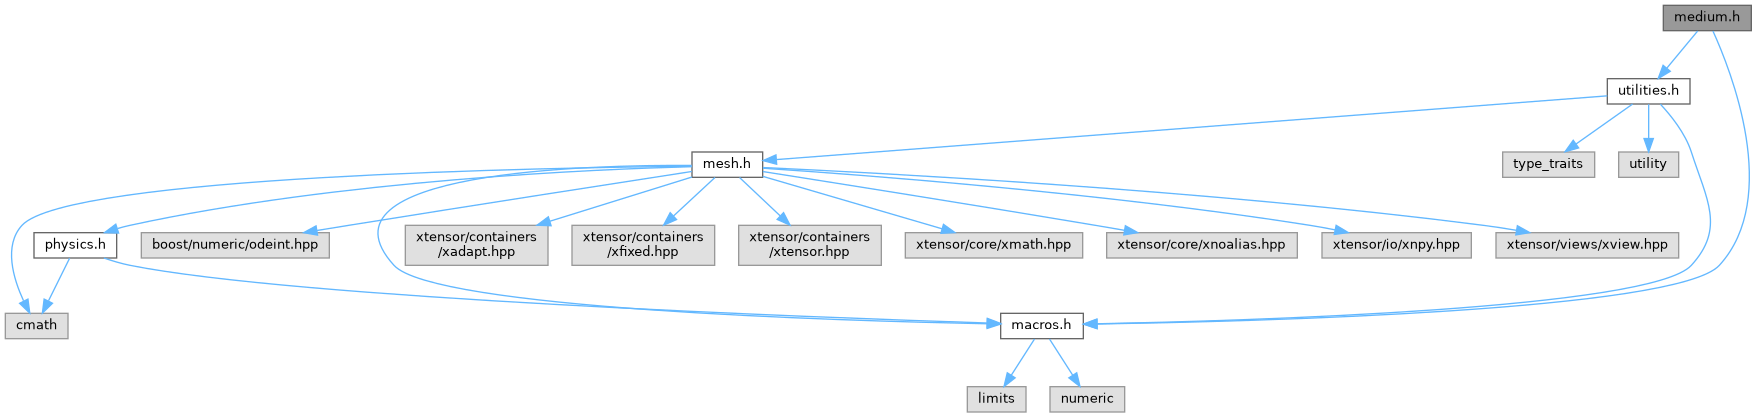 medium.h
utilities.h
mesh.h
type_traits
utility
physics.h
boost/numeric/odeint.hpp
xtensor/containers
/xadapt.hpp
xtensor/containers
/xfixed.hpp
xtensor/containers
/xtensor.hpp
xtensor/core/xmath.hpp
xtensor/core/xnoalias.hpp
xtensor/io/xnpy.hpp
xtensor/views/xview.hpp
cmath
macros.h
limits
numeric